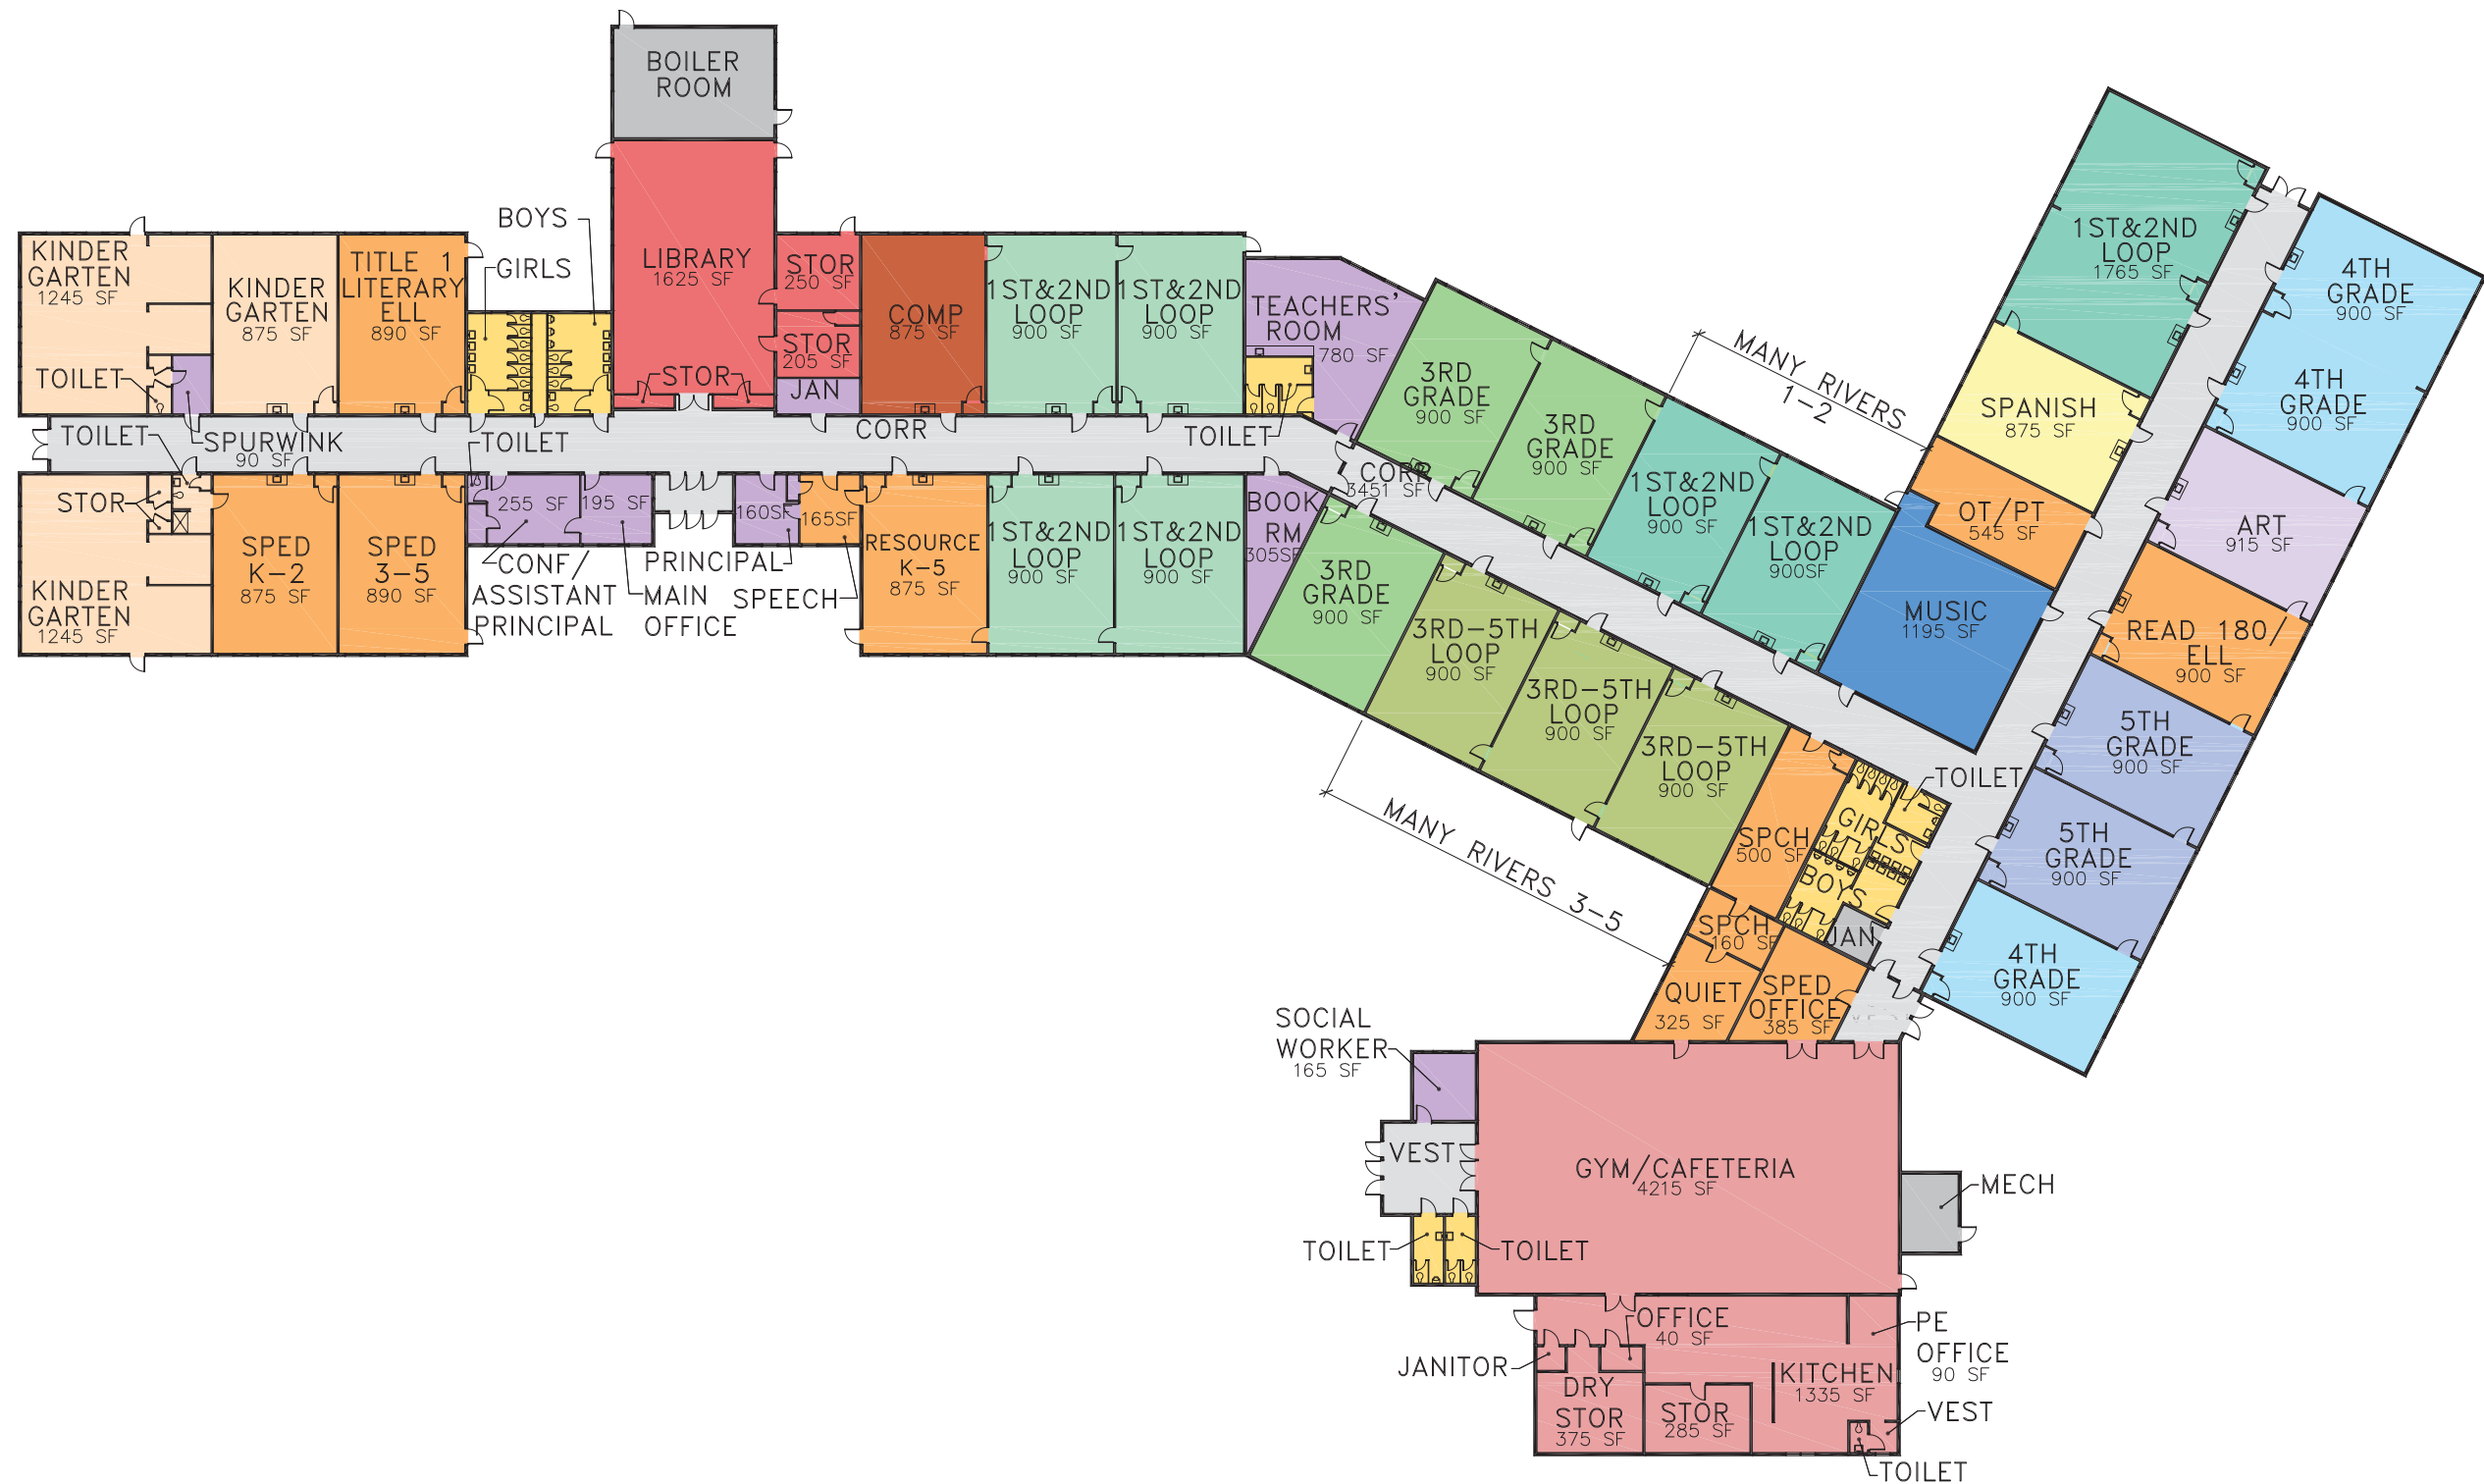 BOILER
ROOM
BOYS
GIRLS
KINDER
GARTEN
1245 SF
KINDER
GARTEN
875 SF
TITLE 1
LITERARY
ELL
890 SF
LIBRARY
1625 SF
STOR
250 SF
STOR
205 SF
STOR
JAN
COMP
875 SF
1ST&2ND
LOOP
900 SF
1ST&2ND
LOOP
900 SF
TEACHERS'
ROOM
780 SF
TOILET
TOILET
SPURWINK
90 SF
TOILET
CORR
TOILET
CORR
3451 SF
STOR
KINDER
GARTEN
1245 SF
SPED
K-2
875 SF
SPED
3-5
890 SF
255 SF
195 SF
160SF
165SF
CONF/
ASSISTANT
PRINCIPAL
PRINCIPAL
MAIN
OFFICE
SPEECH
RESOURCE
K-5
875 SF
1ST&2ND
LOOP
900 SF
1ST&2ND
LOOP
900 SF
BOOK
RM
305SF
3RD
GRADE
900 SF
3RD
GRADE
900 SF
1ST&2ND
LOOP
900 SF
1ST&2ND
LOOP
900SF
MANY RIVERS
1-2
MUSIC
1195 SF
3RD
GRADE
900 SF
3RD-5TH
LOOP
900 SF
3RD-5TH
LOOP
900 SF
3RD-5TH
LOOP
900 SF
MANY RIVERS 3-5
1ST&2ND
LOOP
1765 SF
SPANISH
875 SF
OT/PT
545 SF
4TH
GRADE
900 SF
4TH
GRADE
900 SF
ART
915 SF
READ 180/
ELL
900 SF
5TH
GRADE
900 SF
5TH
GRADE
900 SF
4TH
GRADE
900 SF
TOILET
GIRLS
BOYS
JAN
SPCH
500 SF
SPCH
160 SF
QUIET
325 SF
SPED
OFFICE
385 SF
SOCIAL
WORKER
165 SF
VEST
GYM/CAFETERIA
4215 SF
MECH
TOILET
TOILET
OFFICE
40 SF
PE
OFFICE
90 SF
JANITOR
DRY
STOR
375 SF
STOR
285 SF
KITCHEN
1335 SF
VEST
TOILET